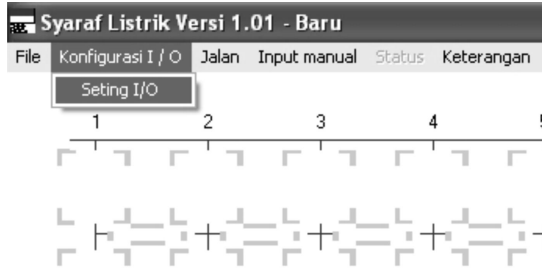 Syaraf Listrik Versi 1.01 - Baru
File Konfigurasi I / O Jalan Input manual Status Keterangan
Seting I/O
1 2 3 4